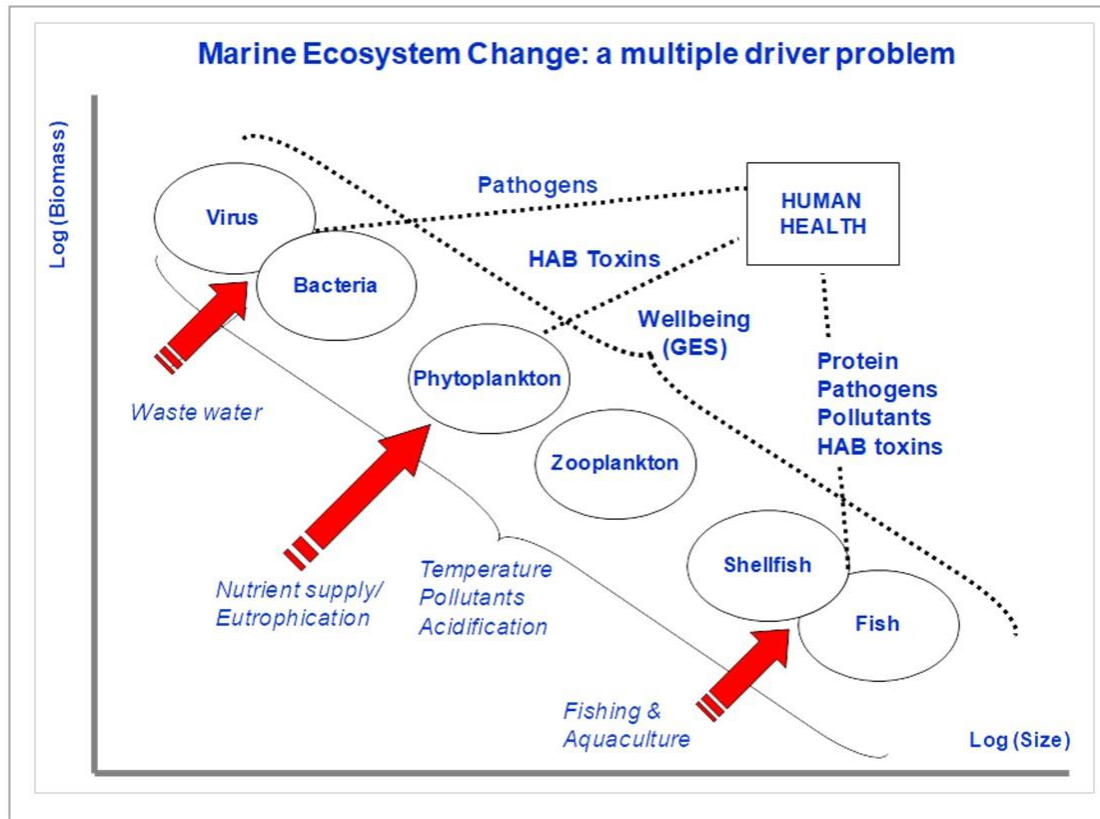 Marine Ecosystem Change: a multiple driver problem
Log (Biomass)
Virus
Bacteria
Pathogens
HUMAN
HEALTH
HAB Toxins
Wellbeing
(GES)
Phytoplankton
Protein
Pathogens
Pollutants
HAB toxins
Waste water
Zooplankton
Shellfish
Fish
Nutrient supply/
Eutrophication
Temperature
Pollutants
Acidification
Fishing &
Aquaculture
Log (Size)